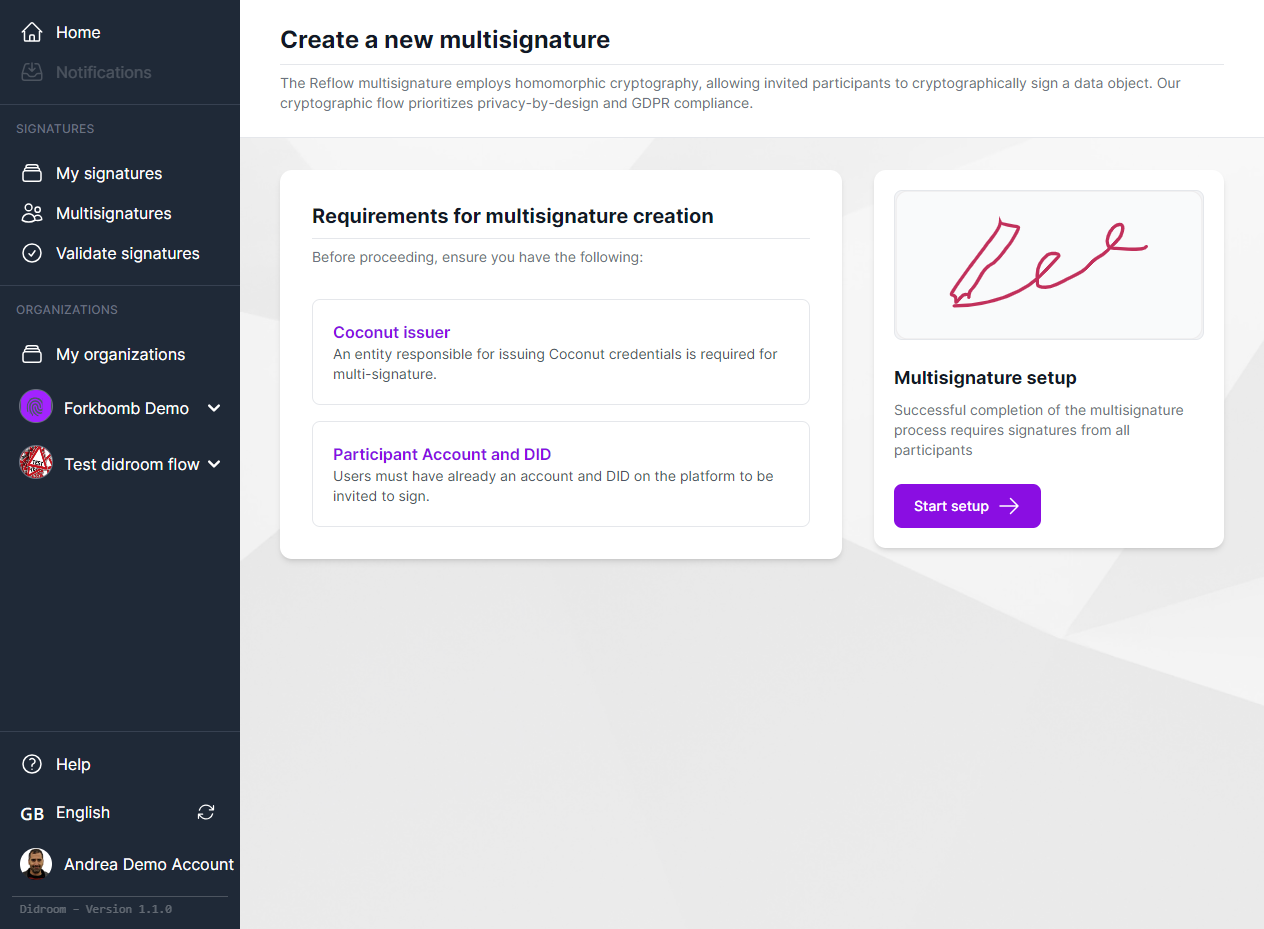 Home
Notifications
SIGNATURES
My signatures
Multisignatures
Validate signatures
ORGANIZATIONS
My organizations
Forkbomb Demo
Test didroom flow
Help
GB English
Andrea Demo Account
Didroom – Version 1.1.0
Create a new multisignature
The Reflow multisignature employs homomorphic cryptography, allowing invited participants to cryptographically sign a data object. Our
cryptographic flow prioritizes privacy-by-design and GDPR compliance.
Requirements for multisignature creation
Before proceeding, ensure you have the following:
Coconut issuer
An entity responsible for issuing Coconut credentials is required for
multi-signature.
Participant Account and DID
Users must have already an account and DID on the platform to be
invited to sign.
Multisignature setup
Successful completion of the multisignature
process requires signatures from all
participants
Start setup